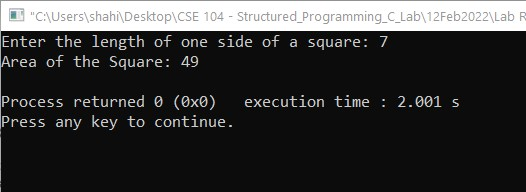 "C:\Users\shahi\Desktop\CSE 104 - Structured_Programming_C_Lab\12Feb2022\Lab R
Enter the length of one side of a square: 7
Area of the Square: 49
Process returned 0 (0x0)   execution time : 2.001 s
Press any key to continue.